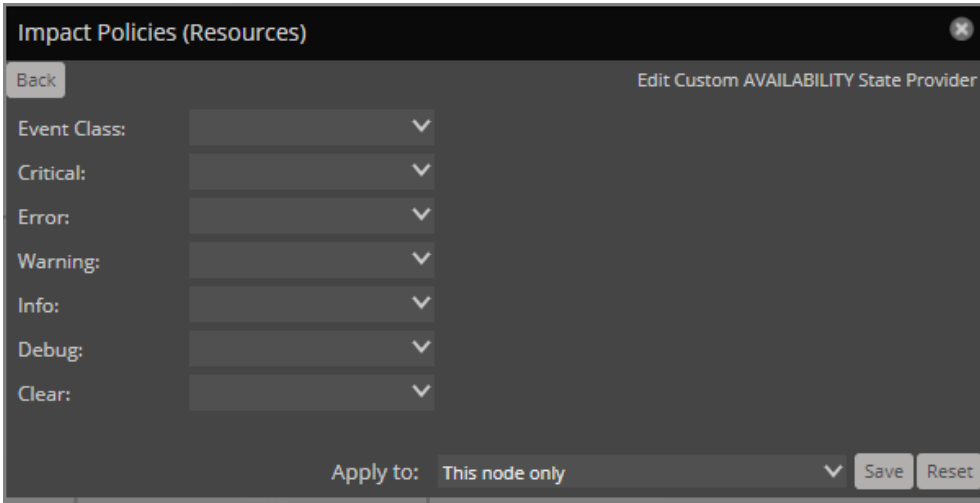 Impact Policies (Resources)
Back Edit Custom AVAILABILITY State Provider
Event Class:
Critical:
Error:
Warning:
Info:
Debug:
Clear:
Apply to: This node only Save Reset